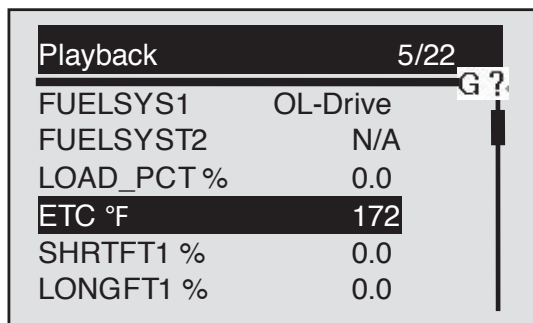 Playback 5/22
G ?
FUELSYS1 OL-Drive
FUELSYST2 N/A
LOAD_PCT % 0.0
ETC °F 172
SHRTFT1 % 0.0
LONGFT1 % 0.0